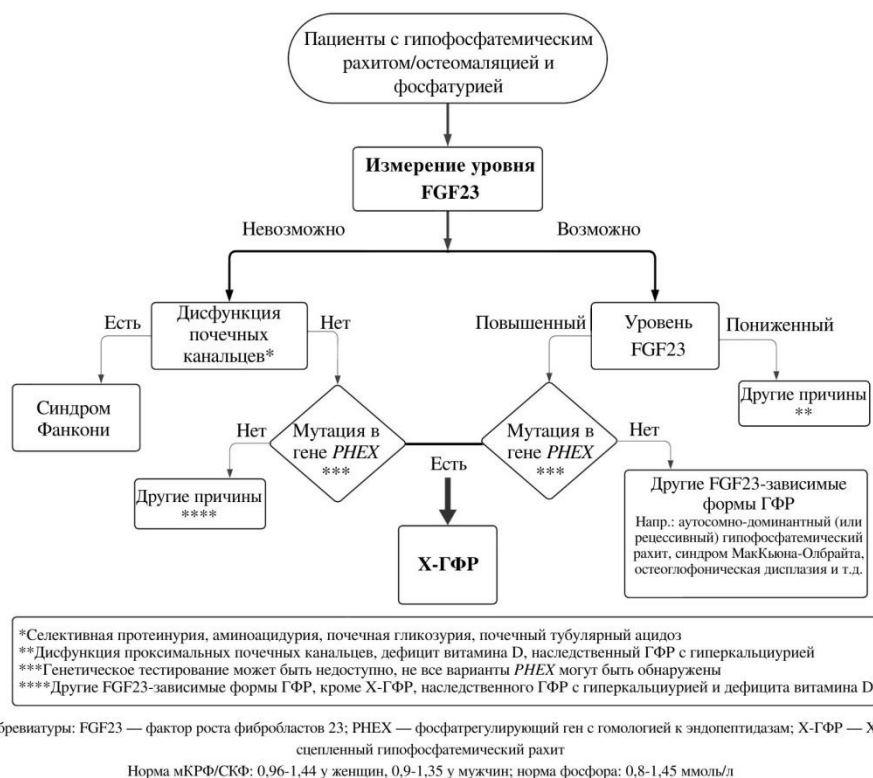 Пациенты с гипофосфатемическим
рахитом/остеомаляцией и
фосфатурией
Измерение уровня
FGF23
Невозможно
Возможно
Есть
Дисфункция
почечных
канальцев*
Нет
Повышенный
Уровень
FGF23
Пониженный
Синдром
Фанкони
Другие причины
**
Нет
Мутация в
гене PHEX
***
Есть
Мутация в
гене PHEX
***
Нет
Другие причины
****
Х-ГФР
Другие FGF23-зависимые
формы ГФР
Напр.: аутосомно-доминантный (или
рецессивный) гипофосфатемический
рахит, синдром МакКьюна-Олбрайта,
остеоглофоническая дисплазия и т.д.
*Селективная протеинурия, аминоацидурия, почечная гликозурия, почечный тубулярный ацидоз
**Дисфункция проксимальных почечных канальцев, дефицит витамина D, наследственный ГФР с гиперкальциурией
***Генетическое тестирование может быть недоступно, не все варианты PHEX могут быть обнаружены
****Другие FGF23-зависимые формы ГФР, кроме Х-ГФР, наследственного ГФР с гиперкальциурией и дефицита витамина D
бревиатуры: FGF23 — фактор роста фибробластов 23; PHEX — фосфатрегулирующий ген с гомологией к эндопептидазам; Х-ГФР — Х
сцепленный гипофосфатемический рахит
Норма мКРФ/СКФ: 0,96-1,44 у женщин, 0,9-1,35 у мужчин; норма фосфора: 0,8-1,45 ммоль/л